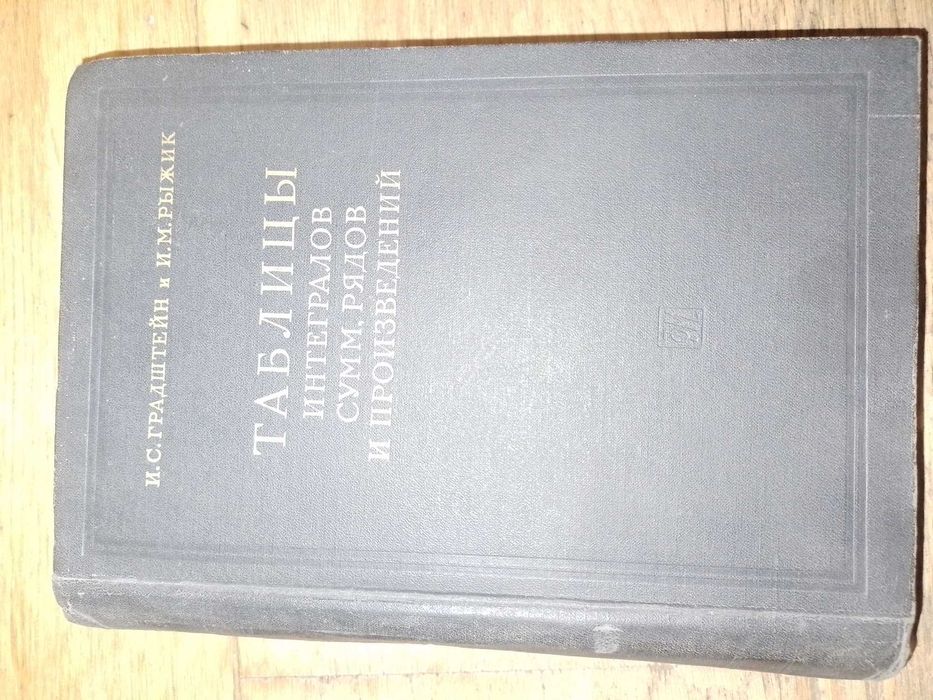 И. С. ГРАДШТЕЙН и И. М. РЫЖИК
ТАБЛИЦЫ
ИНТЕГРАЛОВ
СУММ, РЯДОВ
И ПРОИЗВЕДЕНИЙ